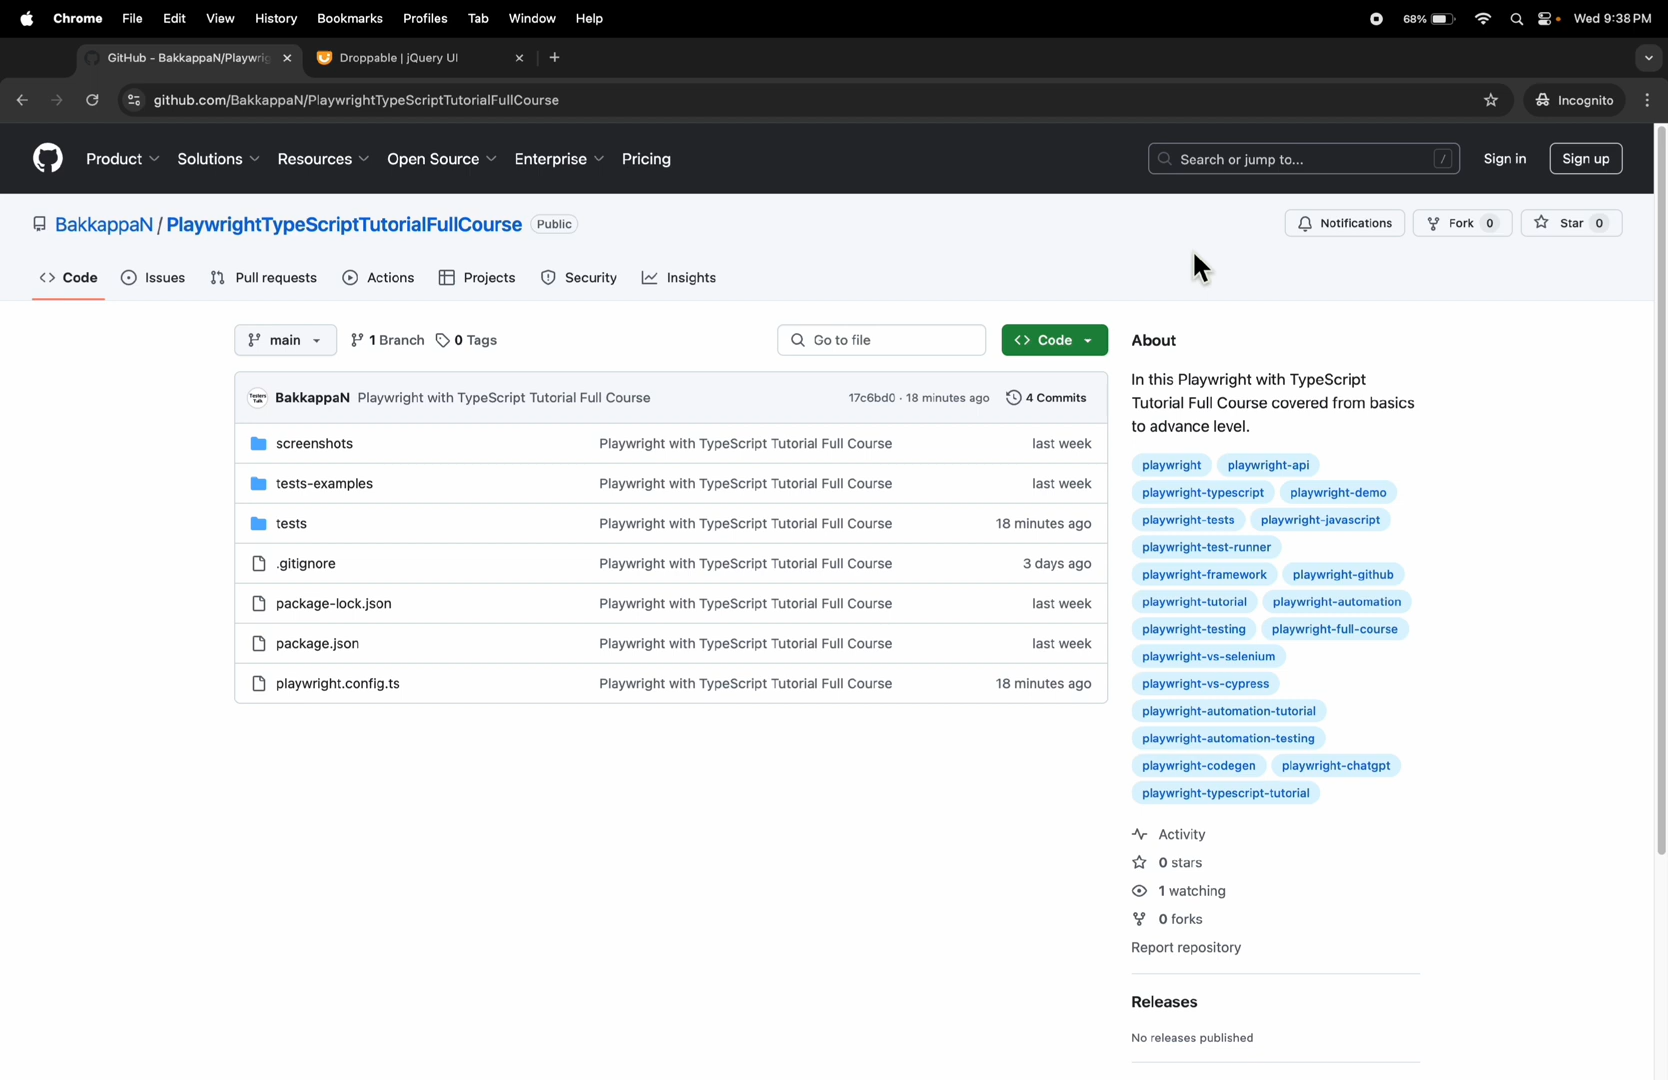 Chrome File Edit View History Bookmarks Profiles Tab Window Help 68% Wed 9:38 PM
GitHub - BakkappaN/Playwrig Droppable | jQuery UI
github.com/BakkappaN/PlaywrightTypeScriptTutorialFullCourse Incognito
Product Solutions Resources Open Source Enterprise Pricing Search or jump to... / Sign in Sign up
BakkappaN / PlaywrightTypeScriptTutorialFullCourse Public Notifications Fork 0 Star 0
Code Issues Pull requests Actions Projects Security Insights
main 1 Branch 0 Tags Go to file Code
BakkappaN Playwright with TypeScript Tutorial Full Course 17c6bd0 · 18 minutes ago 4 Commits
screenshots Playwright with TypeScript Tutorial Full Course last week
tests-examples Playwright with TypeScript Tutorial Full Course last week
tests Playwright with TypeScript Tutorial Full Course 18 minutes ago
.gitignore Playwright with TypeScript Tutorial Full Course 3 days ago
package-lock.json Playwright with TypeScript Tutorial Full Course last week
package.json Playwright with TypeScript Tutorial Full Course last week
playwright.config.ts Playwright with TypeScript Tutorial Full Course 18 minutes ago
About
In this Playwright with TypeScript
Tutorial Full Course covered from basics
to advance level.
playwright playwright-api
playwright-typescript playwright-demo
playwright-tests playwright-javascript
playwright-test-runner
playwright-framework playwright-github
playwright-tutorial playwright-automation
playwright-testing playwright-full-course
playwright-vs-selenium
playwright-vs-cypress
playwright-automation-tutorial
playwright-automation-testing
playwright-codegen playwright-chatgpt
playwright-typescript-tutorial
Activity
0 stars
1 watching
0 forks
Report repository
Releases
No releases published